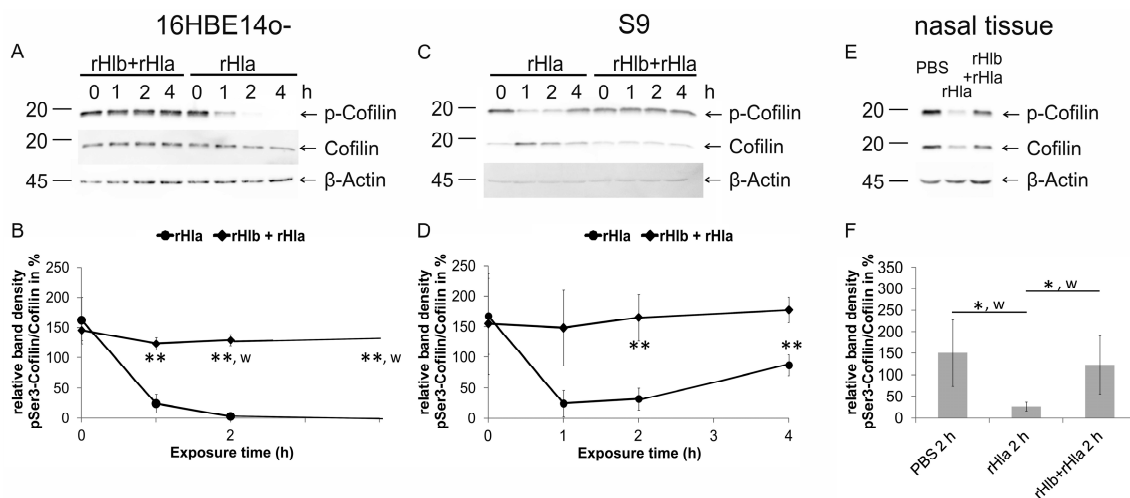 16HBE14o-
S9
nasal tissue
A
rHlb+rHla rHla
0 1 2 4 0 1 2 4 h
20
p-Cofilin
20
Cofilin
45
β-Actin
C
rHla rHlb+rHla
0 1 2 4 0 1 2 4 h
20
p-Cofilin
20
Cofilin
45
β-Actin
E
PBS
rHla
rHlb
+rHla
20
p-Cofilin
20
Cofilin
45
β-Actin
B
rHla rHlb + rHla
relative band density
pSer3-Cofilin/Cofilin in %
250
200
150
100
50
0
**
**, w
**, w
0 2
Exposure time (h)
D
rHla rHlb + rHla
relative band density
pSer3-Cofilin/Cofilin in %
250
200
150
100
50
0
**
**
0 1 2 3 4
Exposure time (h)
F
relative band density
pSer3-Cofilin/Cofilin in %
350
300
250
200
150
100
50
0
*, w
*, w
PBS 2 h
rHla 2 h
rHlb+rHla 2 h